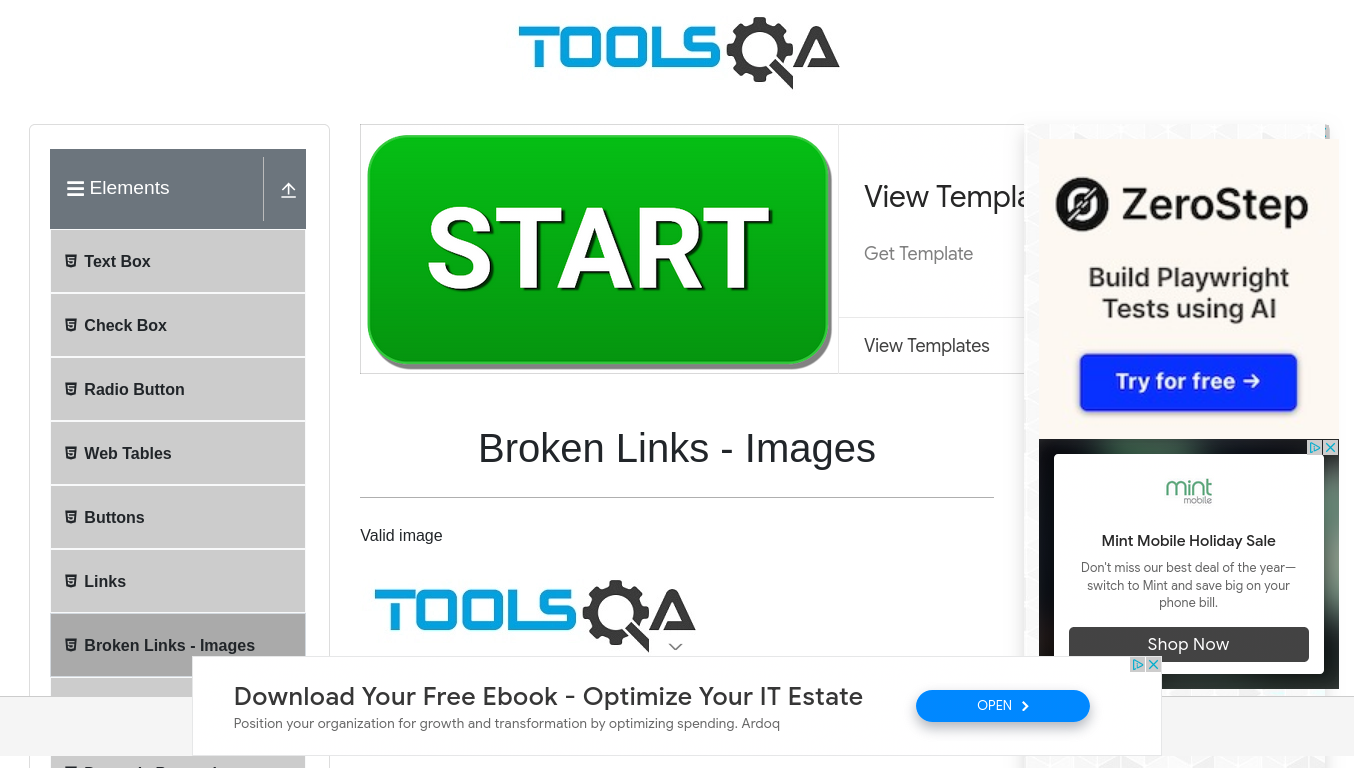 TOOLSQA
Elements
Text Box
Check Box
Radio Button
Web Tables
Buttons
Links
Broken Links - Images
START
View Templa
Get Template
View Templates
ZeroStep
Build Playwright
Tests using AI
Try for free →
mint
mobile
Mint Mobile Holiday Sale
Don't miss our best deal of the year—
switch to Mint and save big on your
phone bill.
Shop Now
Broken Links - Images
Valid image
TOOLSQA
Download Your Free Ebook - Optimize Your IT Estate
Position your organization for growth and transformation by optimizing spending. Ardoq
OPEN